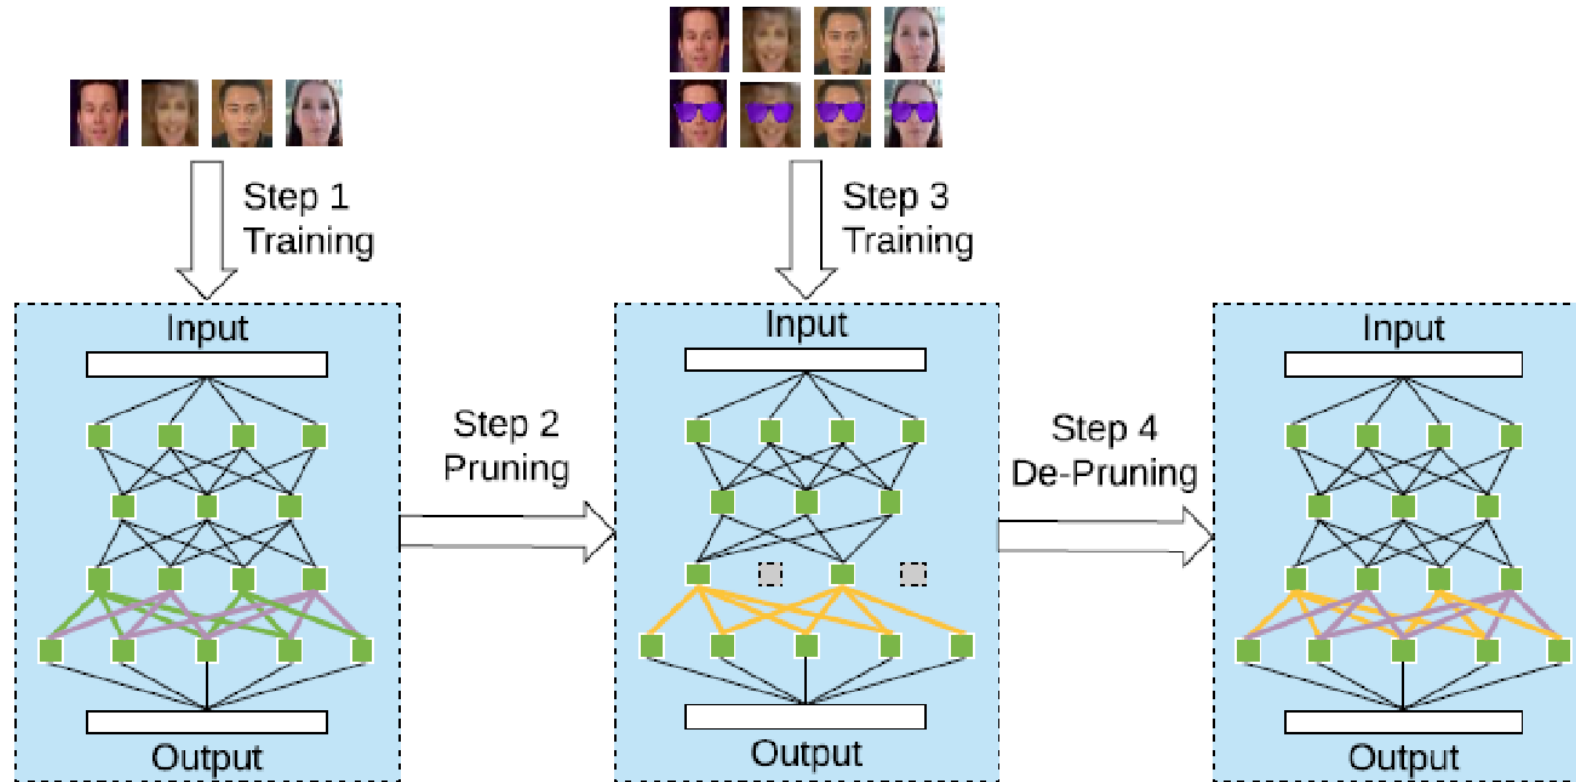 Step 1
Training
Step 3
Training
Input
Input
Input
Step 2
Pruning
Step 4
De-Pruning
Output
Output
Output